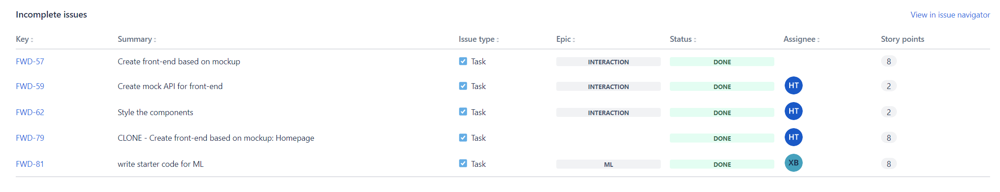 Incomplete issues View in issue navigator
Key Summary Issue type Epic Status Assignee Story points
FWD-57 Create front-end based on mockup Task INTERACTION DONE 8
FWD-59 Create mock API for front-end Task INTERACTION DONE HT 2
FWD-62 Style the components Task INTERACTION DONE HT 2
FWD-79 CLONE - Create front-end based on mockup: Homepage Task DONE HT 8
FWD-81 write starter code for ML Task ML DONE XB 8